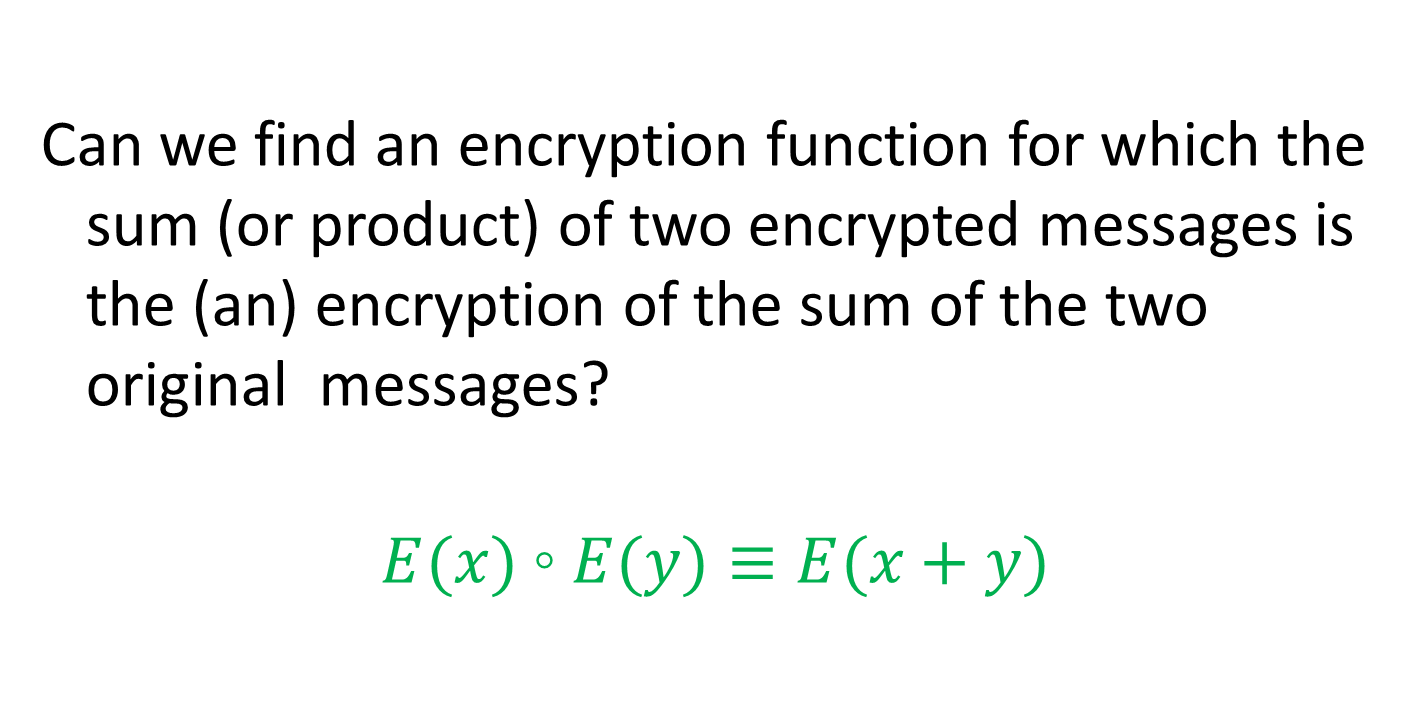 Can we find an encryption function for which the
sum (or product) of two encrypted messages is
the (an) encryption of the sum of the two
original  messages?
𝐸(𝑥) ∘ 𝐸(𝑦) ≡ 𝐸(𝑥 + 𝑦)